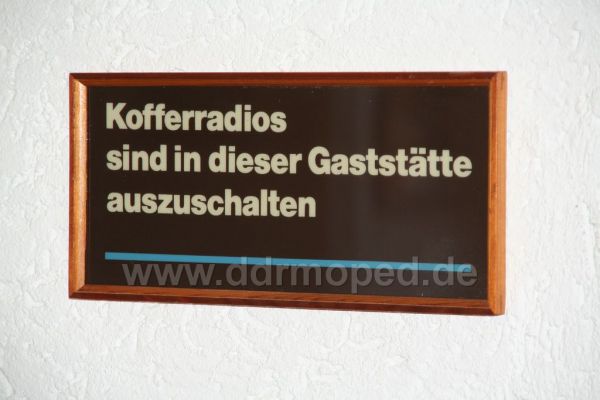 Kofferradios
sind in dieser Gaststätte
auszuschalten
www.ddrmoped.de